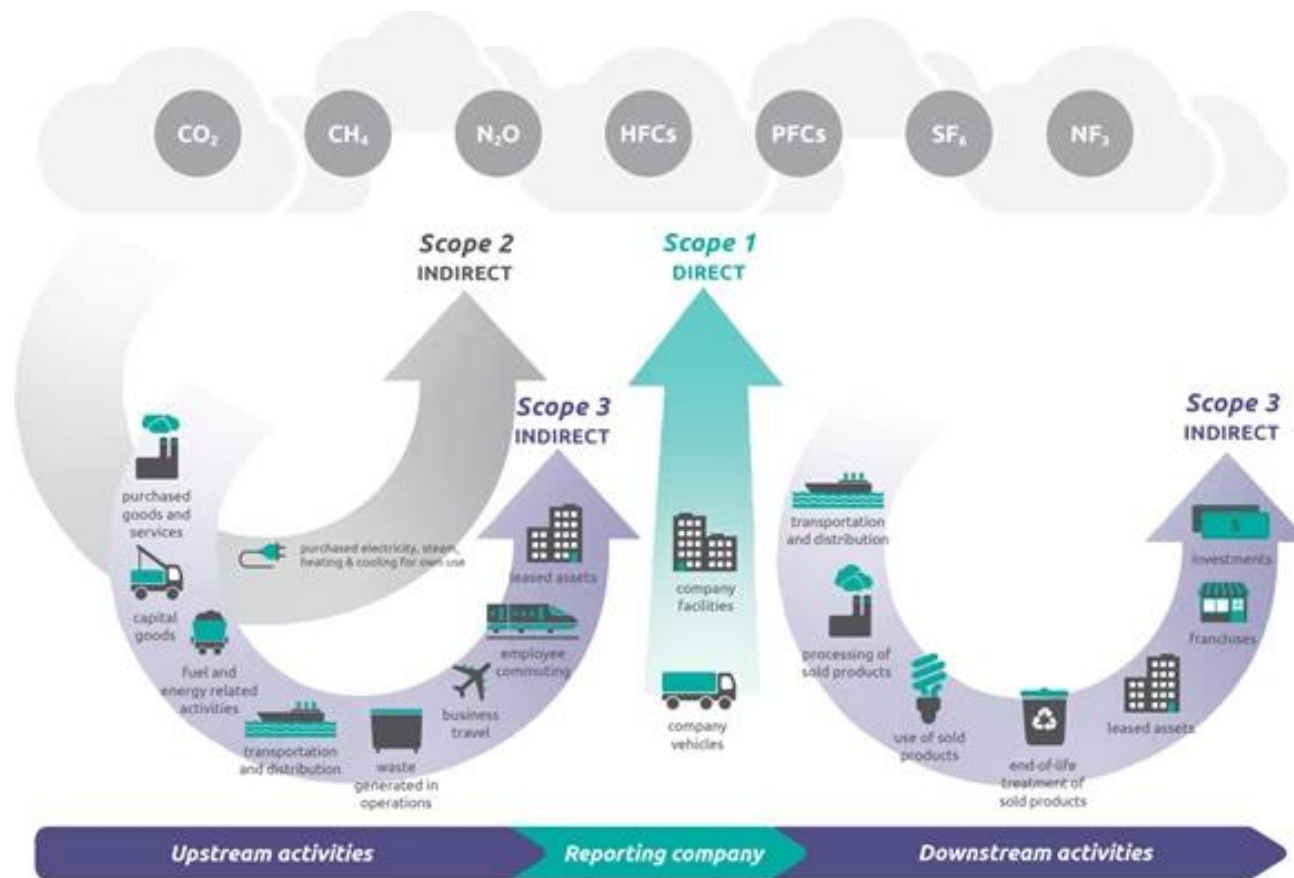 CO₂
CH₄
N₂O
HFCs
PFCs
SF₆
NF₃
Scope 2
INDIRECT
Scope 1
DIRECT
Scope 3
INDIRECT
Scope 3
INDIRECT
purchased
goods and
services
capital
goods
fuel and
energy related
activities
transportation
and distribution
waste
generated in
operations
business
travel
employee
commuting
leased assets
purchased electricity, steam,
heating & cooling for own use
company
facilities
company
vehicles
transportation
and distribution
processing of
sold products
use of sold
products
end-of-life
treatment of
sold products
leased assets
franchises
$
investments
Upstream activities
Reporting company
Downstream activities